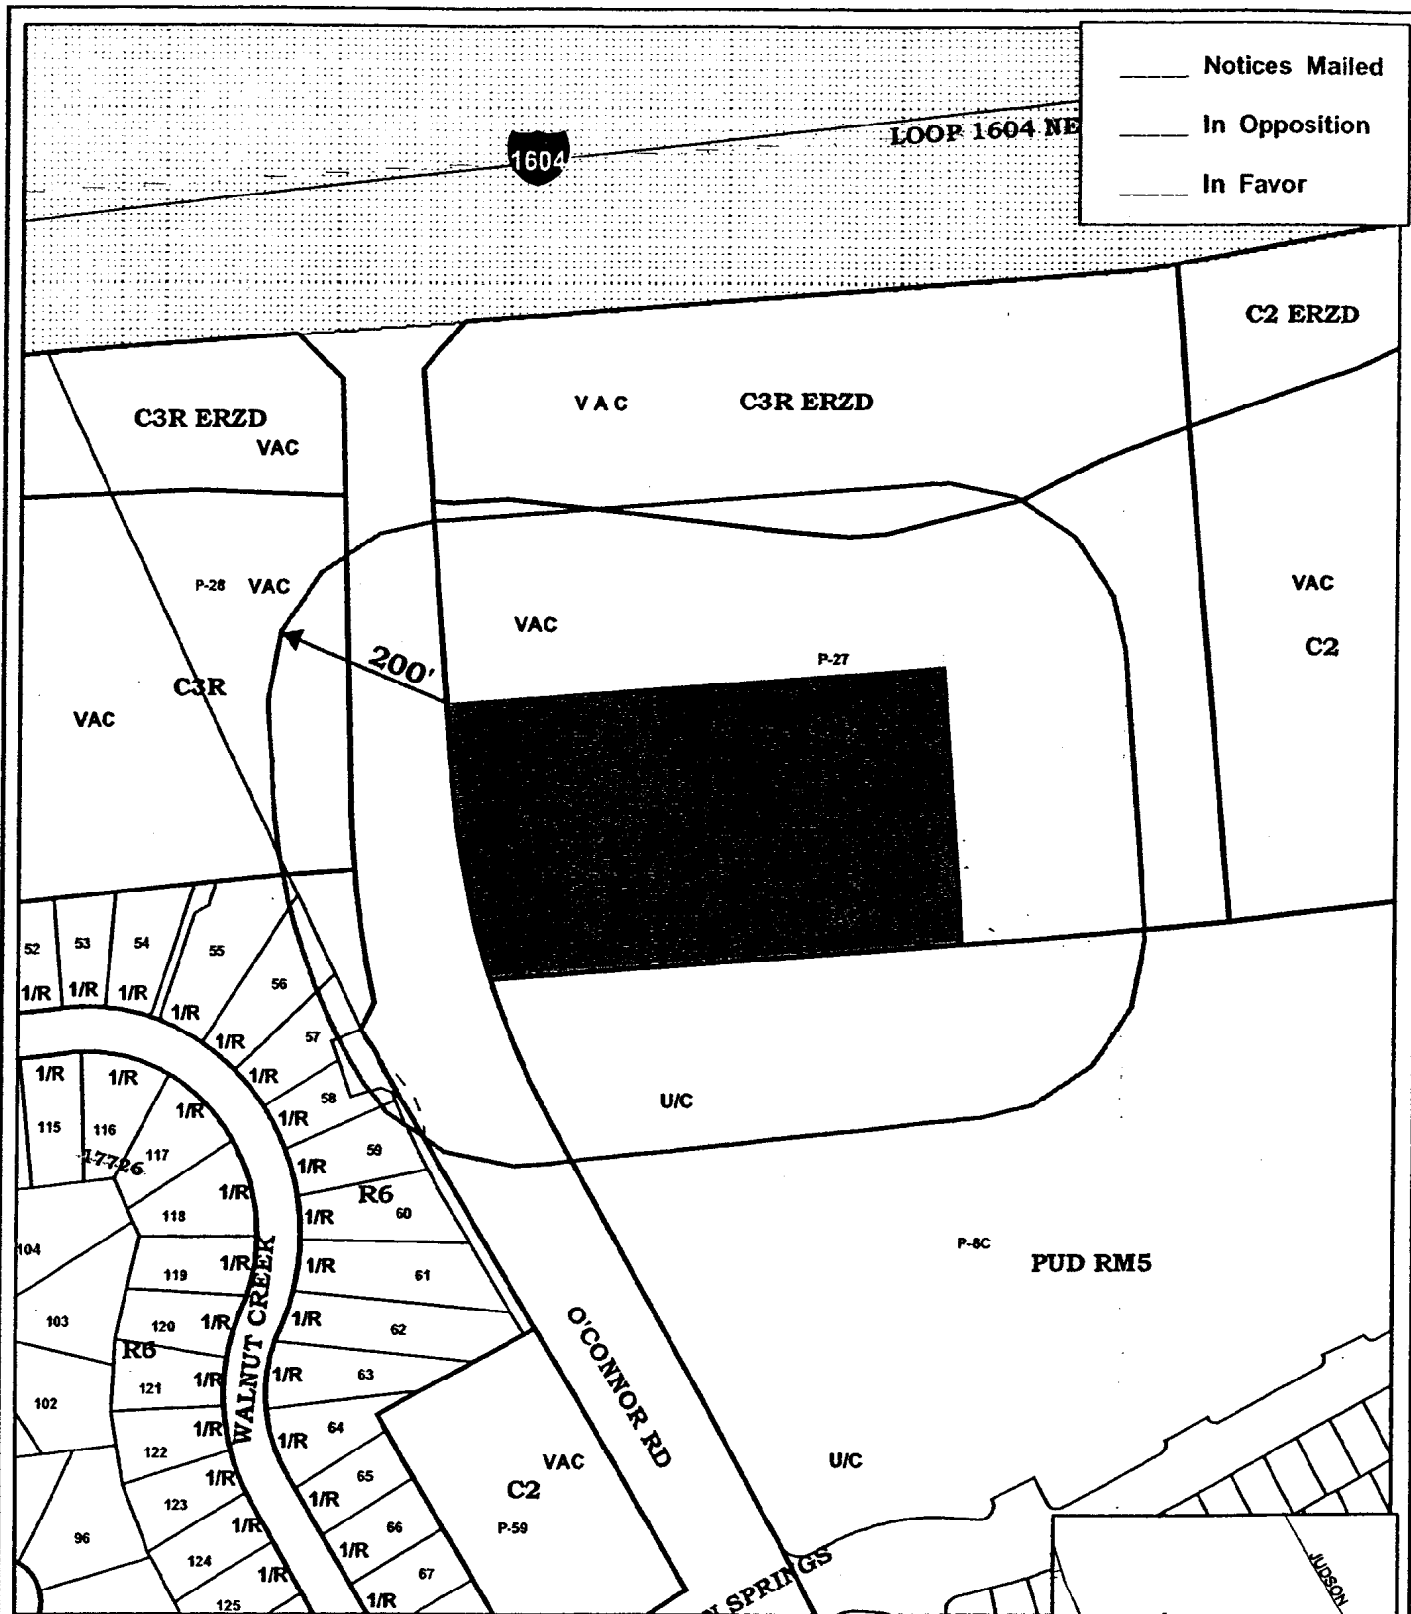 Notices Mailed
In Opposition
In Favor
LOOP 1604 NE
1604
C2 ERZD
C3R ERZD
VAC
VAC
C3R ERZD
P-28
VAC
VAC
VAC
C2
200'
P-27
C3R
VAC
52
53
54
55
1/R
1/R
1/R
1/R
56
1/R
57
1/R
58
1/R
59
1/R
R6
60
1/R
61
1/R
62
1/R
63
1/R
64
1/R
65
1/R
66
1/R
67
1/R
1/R
1/R
1/R
115
116
117
17726
1/R
118
1/R
119
1/R
120
R6
1/R
121
1/R
122
1/R
123
1/R
124
1/R
125
104
103
102
96
WALNUT CREEK
U/C
P-8C
PUD RM5
O'CONNOR RD
VAC
C2
P-59
U/C
SPRINGS
JUDSON